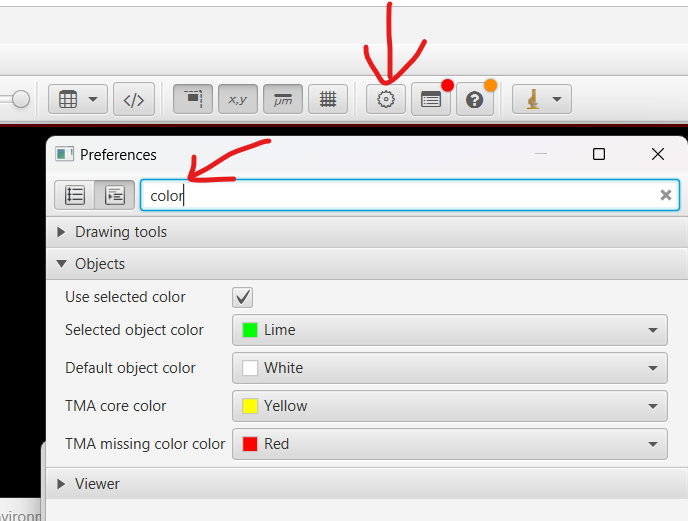 </>
x,y
µm
?
Preferences
color
Drawing tools
Objects
Use selected color
Selected object color
Lime
Default object color
White
TMA core color
Yellow
TMA missing color color
Red
Viewer